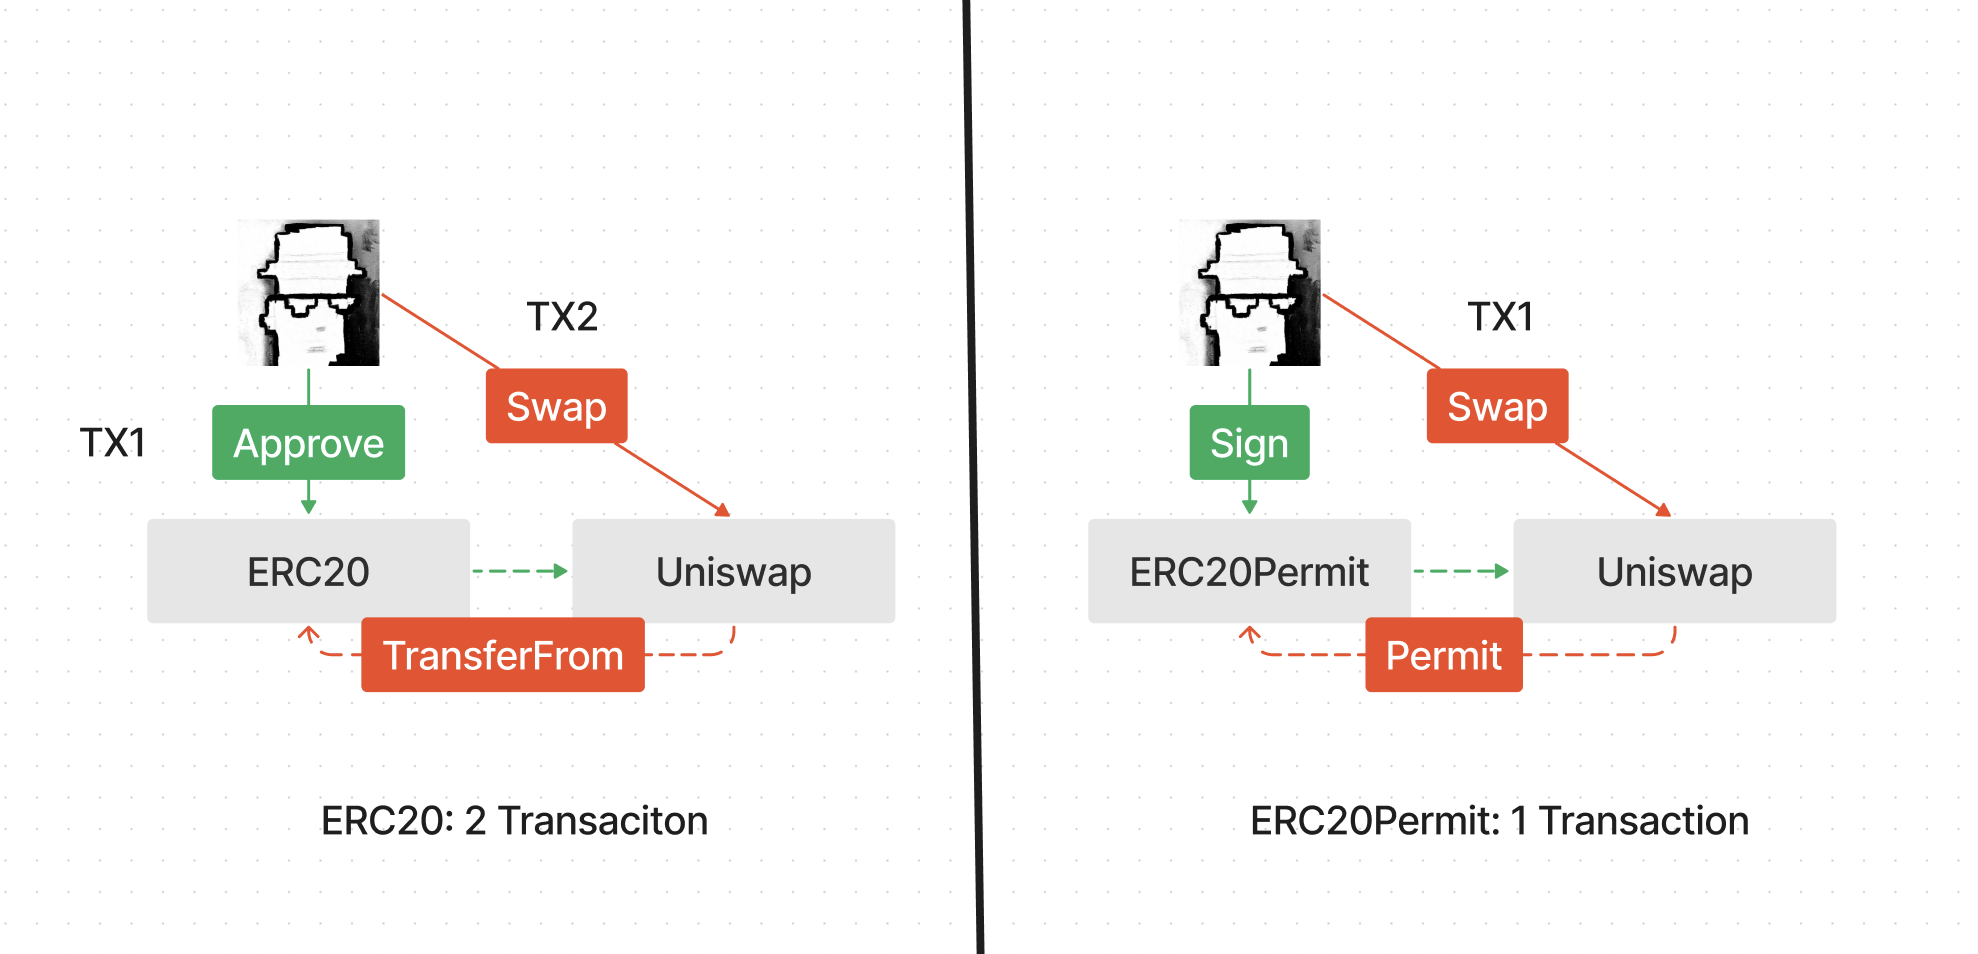 TX2
Swap
TX1
Approve
ERC20
Uniswap
TransferFrom
ERC20: 2 Transaciton
TX1
Swap
Sign
ERC20Permit
Uniswap
Permit
ERC20Permit: 1 Transaction